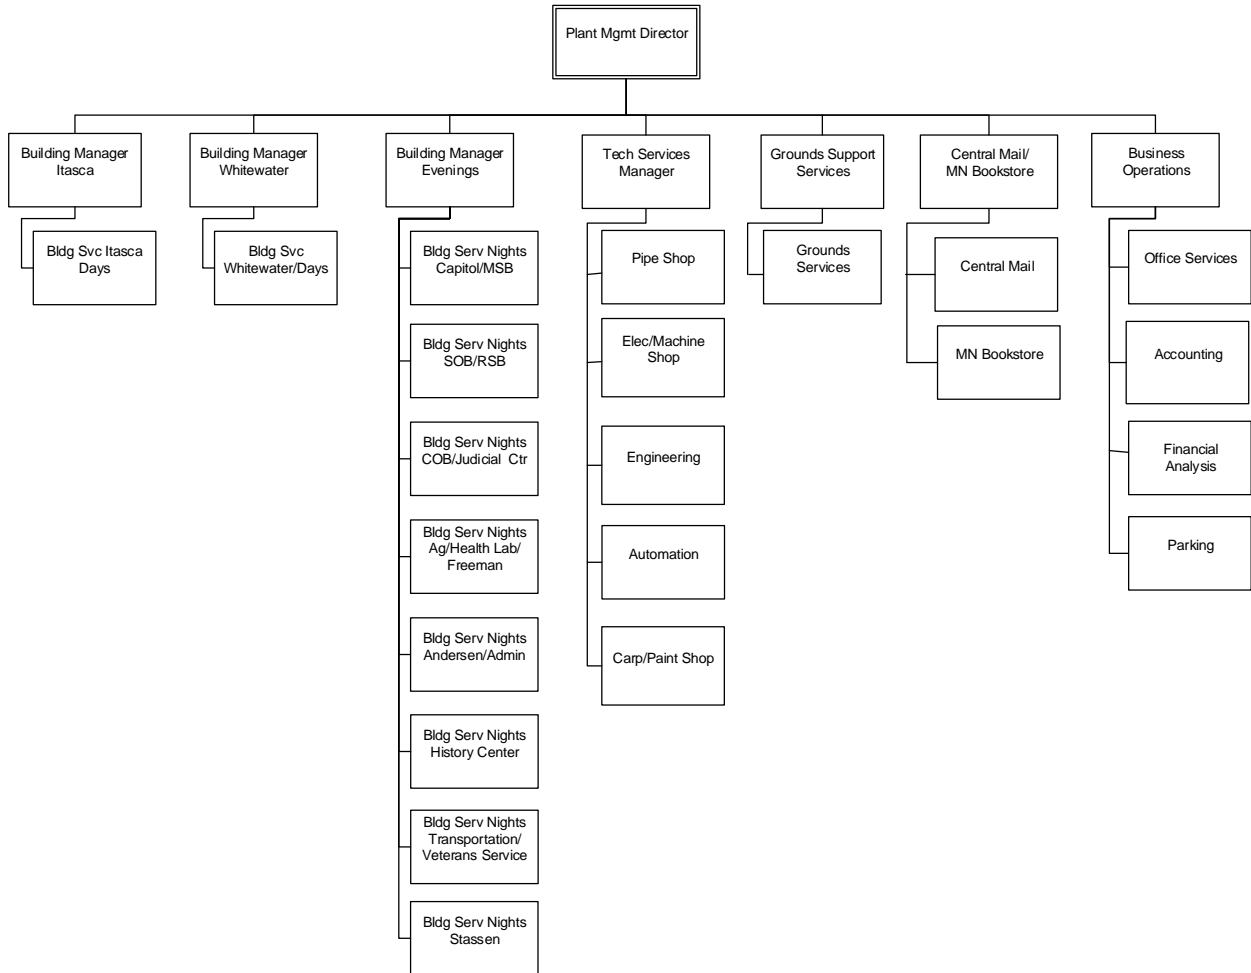 Plant Mgmt Director
Building Manager
Itasca
Building Manager
Whitewater
Building Manager
Evenings
Tech Services
Manager
Grounds Support
Services
Central Mail/
MN Bookstore
Business
Operations
Bldg Svc Itasca
Days
Bldg Svc
Whitewater/Days
Bldg Serv Nights
Capitol/MSB
Bldg Serv Nights
SOB/RSB
Bldg Serv Nights
COB/Judicial Ctr
Bldg Serv Nights
Ag/Health Lab/
Freeman
Bldg Serv Nights
Andersen/Admin
Bldg Serv Nights
History Center
Bldg Serv Nights
Transportation/
Veterans Service
Bldg Serv Nights
Stassen
Pipe Shop
Elec/Machine
Shop
Engineering
Automation
Carp/Paint Shop
Grounds
Services
Central Mail
MN Bookstore
Office Services
Accounting
Financial
Analysis
Parking